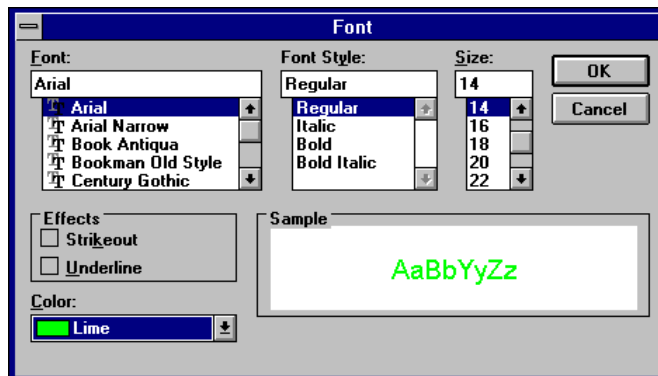 Font
Font:
Arial
Arial
Arial Narrow
Book Antiqua
Bookman Old Style
Century Gothic
Font Style:
Regular
Regular
Italic
Bold
Bold Italic
Size:
14
14
16
18
20
22
OK
Cancel
Effects
Strikeout
Underline
Color:
Lime
Sample
AaBbYyZz